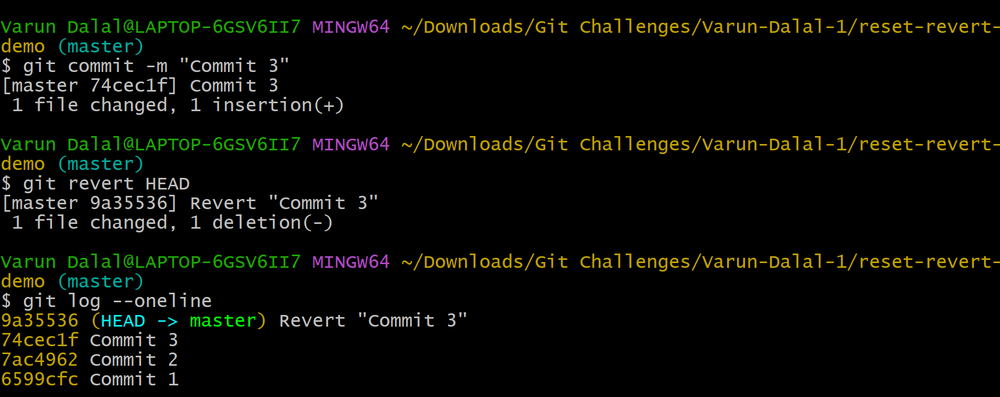 Varun Dalal@LAPTOP-6GSV6II7 MINGW64 ~/Downloads/Git Challenges/Varun-Dalal-1/reset-revert-
demo (master)
$ git commit -m "Commit 3"
[master 74cec1f] Commit 3
 1 file changed, 1 insertion(+)
Varun Dalal@LAPTOP-6GSV6II7 MINGW64 ~/Downloads/Git Challenges/Varun-Dalal-1/reset-revert-
demo (master)
$ git revert HEAD
[master 9a35536] Revert "Commit 3"
 1 file changed, 1 deletion(-)
Varun Dalal@LAPTOP-6GSV6II7 MINGW64 ~/Downloads/Git Challenges/Varun-Dalal-1/reset-revert-
demo (master)
$ git log --oneline
9a35536 (HEAD -> master) Revert "Commit 3"
74cec1f Commit 3
7ac4962 Commit 2
6599cfc Commit 1